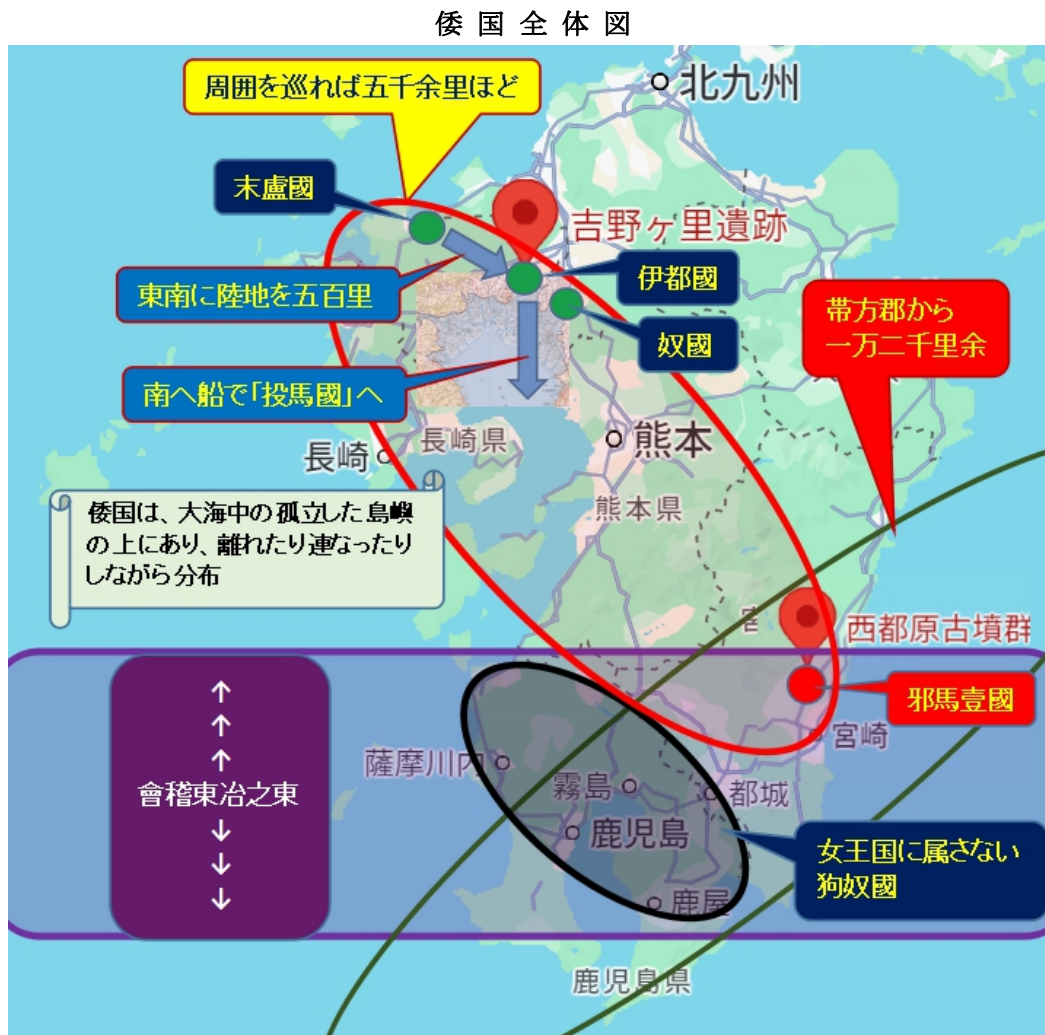 倭国全体図
周囲を巡れば五千余里ほど
北九州
末盧國
吉野ヶ里遺跡
伊都國
東南に陸地を五百里
帯方郡から
一万二千里余
奴國
南へ船で「投馬國」へ
長崎県
長崎
熊本
熊本県
倭国は、大海中の孤立した島嶼
の上にあり、離れたり連なったり
しながら分布
西都原古墳群
邪馬壹國
宮崎
↑
↑
↑
會稽東冶之東
↓
↓
↓
薩摩川内
霧島
都城
鹿児島
女王国に属さない
狗奴國
鹿屋
鹿児島県